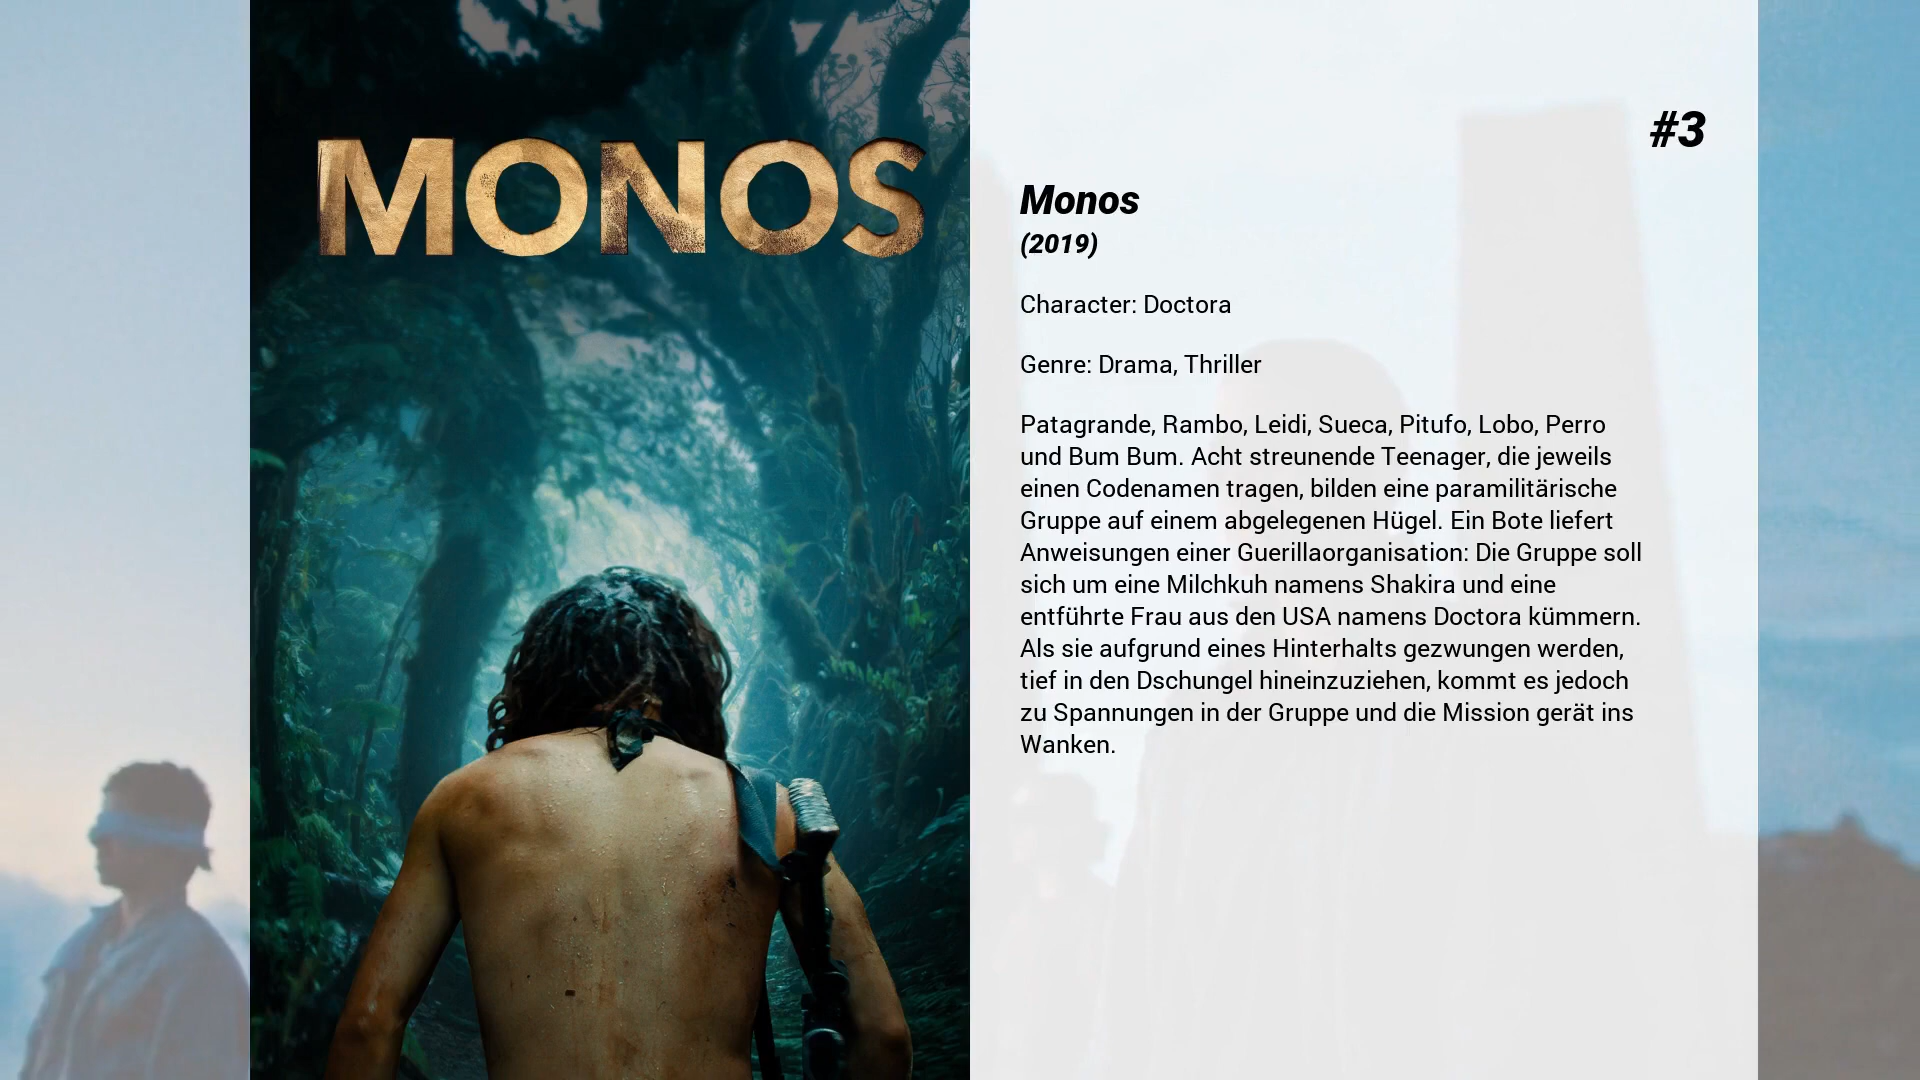 MONOS
#3
Monos
(2019)
Character: Doctora
Genre: Drama, Thriller
Patagrande, Rambo, Leidi, Sueca, Pitufo, Lobo, Perro
und Bum Bum. Acht streunende Teenager, die jeweils
einen Codenamen tragen, bilden eine paramilitärische
Gruppe auf einem abgelegenen Hügel. Ein Bote liefert
Anweisungen einer Guerillaorganisation: Die Gruppe soll
sich um eine Milchkuh namens Shakira und eine
entführte Frau aus den USA namens Doctora kümmern.
Als sie aufgrund eines Hinterhalts gezwungen werden,
tief in den Dschungel hineinzuziehen, kommt es jedoch
zu Spannungen in der Gruppe und die Mission gerät ins
Wanken.